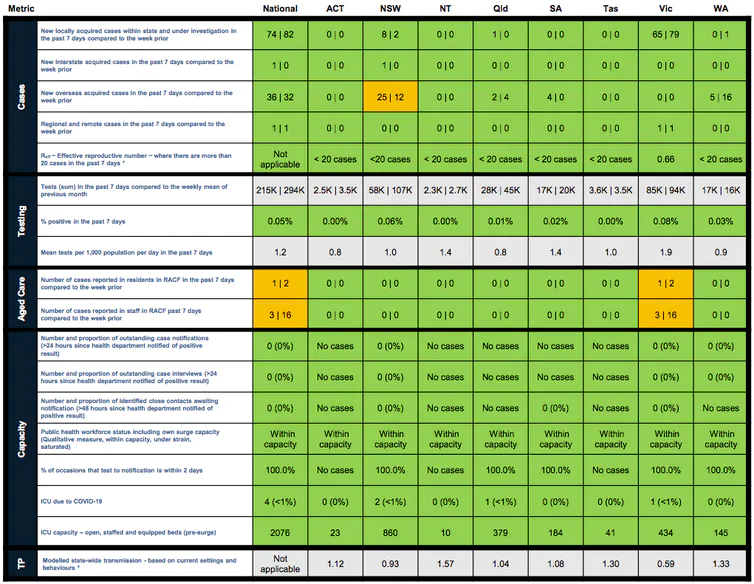 Metric National ACT NSW NT Qld SA Tas Vic WA
Cases
New locally acquired cases within state and under investigation in the past 7 days compared to the week prior 74 | 82 0 | 0 8 | 2 0 | 0 1 | 0 0 | 0 0 | 0 65 | 79 0 | 1
New interstate acquired cases in the past 7 days compared to the week prior 1 | 0 0 | 0 1 | 0 0 | 0 0 | 0 0 | 0 0 | 0 0 | 0 0 | 0
New overseas acquired cases in the past 7 days compared to the week prior 36 | 32 0 | 0 25 | 12 0 | 0 2 | 4 4 | 0 0 | 0 0 | 0 5 | 16
Regional and remote cases in the past 7 days compared to the week prior 1 | 1 0 | 0 0 | 0 0 | 0 0 | 0 0 | 0 0 | 0 1 | 1 0 | 0
Reff – Effective reproductive number – where there are more than 20 cases in the past 7 days * Not applicable < 20 cases <20 cases < 20 cases < 20 cases < 20 cases < 20 cases 0.66 < 20 cases
Testing
Tests (sum) in the past 7 days compared to the weekly mean of previous month 215K | 294K 2.5K | 3.5K 58K | 107K 2.3K | 2.7K 28K | 45K 17K | 20K 3.6K | 3.5K 85K | 94K 17K | 16K
% positive in the past 7 days 0.05% 0.00% 0.06% 0.00% 0.01% 0.02% 0.00% 0.08% 0.03%
Mean tests per 1,000 population per day in the past 7 days 1.2 0.8 1.0 1.4 0.8 1.4 1.0 1.9 0.9
Aged Care
Number of cases reported in residents in RACF in the past 7 days compared to the week prior 1 | 2 0 | 0 0 | 0 0 | 0 0 | 0 0 | 0 0 | 0 1 | 2 0 | 0
Number of cases reported in staff in RACF past 7 days compared to the week prior 3 | 16 0 | 0 0 | 0 0 | 0 0 | 0 0 | 0 0 | 0 3 | 16 0 | 0
Capacity
Number and proportion of outstanding case notifications (>24 hours since health department notified of positive result) 0 (0%) No cases 0 (0%) No cases No cases No cases No cases 0 (0%) 0 (0%)
Number and proportion of outstanding case interviews (>24 hours since health department notified of positive result) 0 (0%) No cases 0 (0%) No cases No cases No cases No cases 0 (0%) 0 (0%)
Number and proportion of identified close contacts awaiting notification (>48 hours since health department notified of positive result) 0 (0%) No cases 0 (0%) No cases No cases 0 (0%) No cases 0 (0%) No cases
Public health workforce status including own surge capacity (Qualitative measure, within capacity, under strain, saturated) Within capacity Within capacity Within capacity Within capacity Within capacity Within capacity Within capacity Within capacity Within capacity
% of occasions that test to notification is within 2 days 100.0% No cases 100.0% No cases 100.0% 100.0% No cases 100.0% 100.0%
ICU due to COVID-19 4 (<1%) 0 (0%) 2 (<1%) 0 (0%) 1 (<1%) 0 (0%) 0 (0%) 1 (<1%) 0 (0%)
ICU capacity – open, staffed and equipped beds (pre-surge) 2076 23 860 10 379 184 41 434 145
TP
Modelled state-wide transmission - based on current settings and behaviours * Not applicable 1.12 0.93 1.57 1.04 1.08 1.30 0.59 1.33